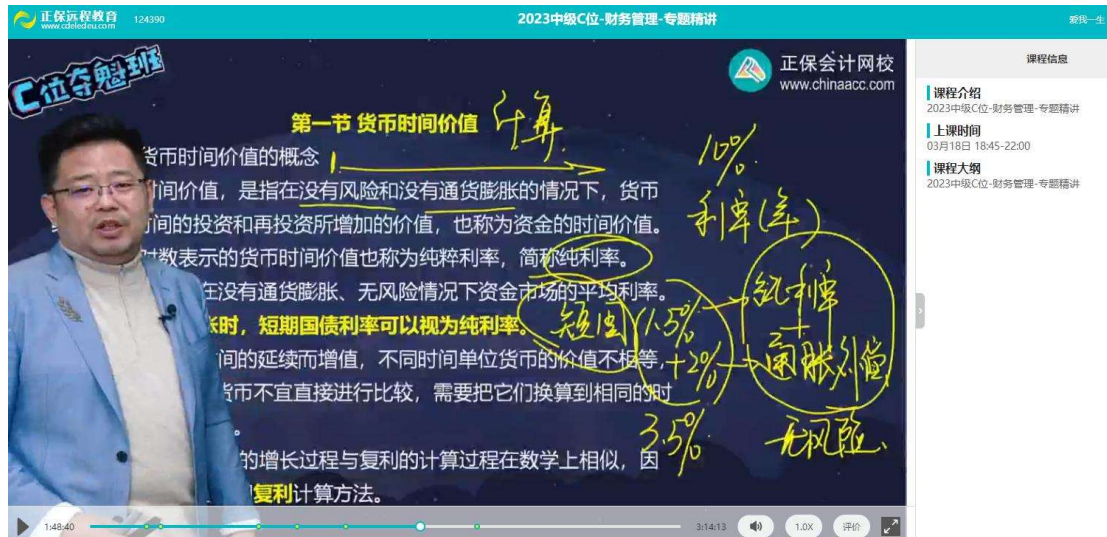 正保远程教育
www.cdeledu.com
124390
2023中级C位-财务管理-专题精讲
爱我一生
C位夺魁班
正保会计网校
www.chinaacc.com
第一节 货币时间价值
计算
货币时间价值的概念
时间价值，是指在没有风险和没有通货膨胀的情况下，货币
时间的投资和再投资所增加的价值，也称为资金的时间价值。
对数表示的货币时间价值也称为纯粹利率，简称纯利率。
在没有通货膨胀、无风险情况下资金市场的平均利率。
胀时，短期国债利率可以视为纯利率。
间的延续而增值，不同时间单位货币的价值不相等，
货币不宜直接进行比较，需要把它们换算到相同的时
。
的增长过程与复利的计算过程在数学上相似，因
复利计算方法。
10%
利率(年)
短国
1.5%
+2%
3.5%
纯利率
+
通胀补偿
无风险
课程信息
课程介绍
2023中级C位-财务管理-专题精讲
上课时间
03月18日 18:45-22:00
课程大纲
2023中级C位-财务管理-专题精讲
1:48:40
3:14:13
1.0X
评价